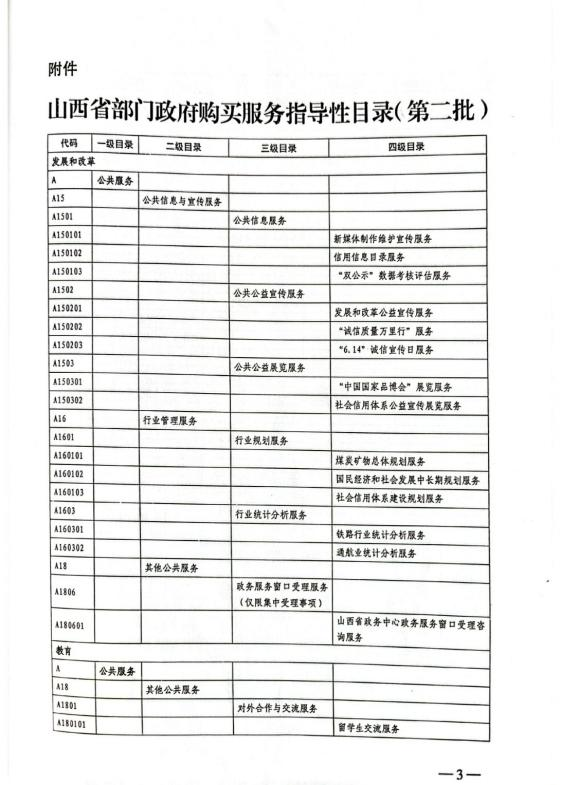 附件
山西省部门政府购买服务指导性目录（第二批）
代码 一级目录 二级目录 三级目录 四级目录
发展和改革
A 公共服务
A15 公共信息与宣传服务
A1501 公共信息服务
A150101 新媒体制作维护宣传服务
A150102 信用信息目录服务
A150103 “双公示”数据考核评估服务
A1502 公共公益宣传服务
A150201 发展和改革公益宣传服务
A150202 “诚信质量万里行”服务
A150203 “6.14”诚信宣传日服务
A1503 公共公益展览服务
A150301 “中国国家品博会”展览服务
A150302 社会信用体系公益宣传展览服务
A16 行业管理服务
A1601 行业规划服务
A160101 煤炭矿物总体规划服务
A160102 国民经济和社会发展中长期规划服务
A160103 社会信用体系建设规划服务
A1603 行业统计分析服务
A160301 铁路行业统计分析服务
A160302 通航业统计分析服务
A18 其他公共服务
A1806 政务服务窗口受理服务
（仅限集中受理事项）
A180601 山西省政务中心政务服务窗口受理咨
询服务
教育
A 公共服务
A18 其他公共服务
A1801 对外合作与交流服务
A180101 留学生交流服务
—3—